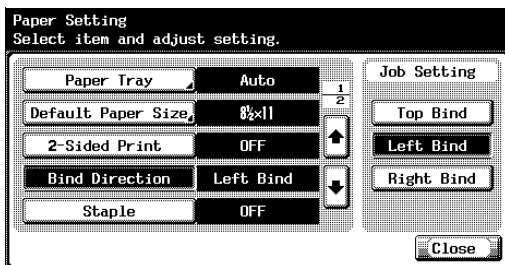 Paper Setting
Select item and adjust setting.
Paper Tray Auto
Default Paper Size 8½×11
2-Sided Print OFF
Bind Direction Left Bind
Staple OFF
1
2
Job Setting
Top Bind
Left Bind
Right Bind
Close